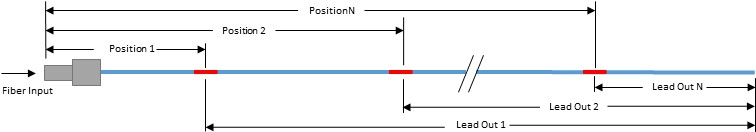 PositionN
Position 2
Position 1
Fiber Input
Lead Out N
Lead Out 2
Lead Out 1